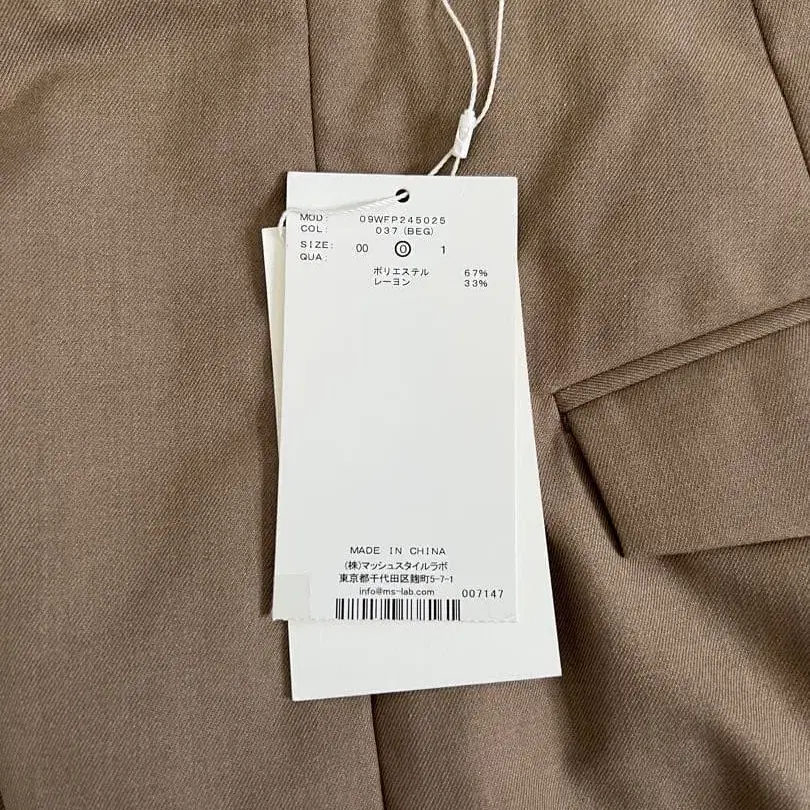 MOD: 09WFP245025
COL: 037 (BEG)
SIZE: 00 0 1
QUA:
ポリエステル 67%
レーヨン 33%
MADE IN CHINA
(株)マッシュスタイルラボ
東京都千代田区麹町5-7-1
info@ms-lab.com 007147